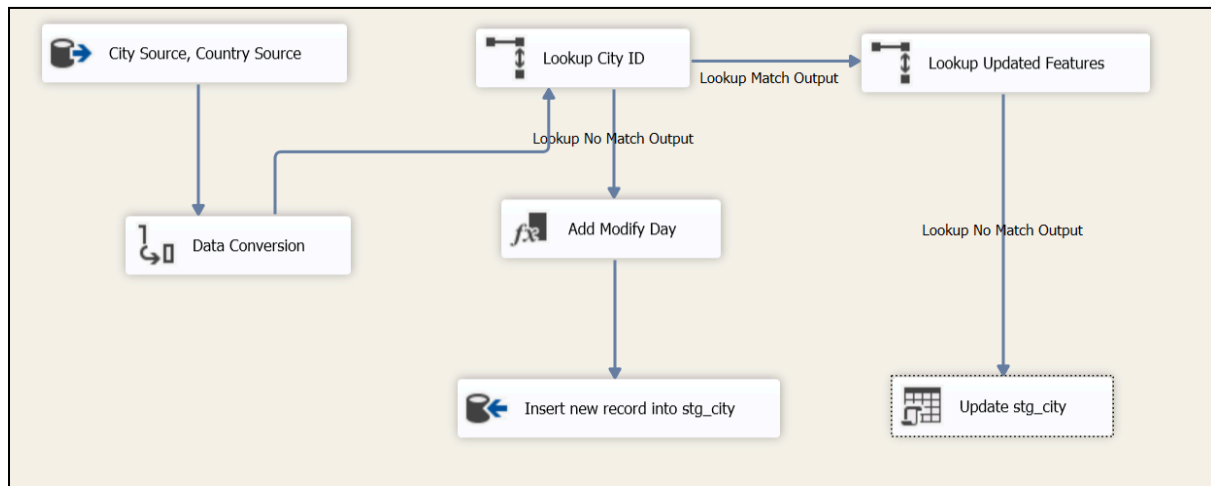 City Source, Country Source
Lookup City ID
Lookup Match Output
Lookup Updated Features
Lookup No Match Output
Data Conversion
fx
Add Modify Day
Lookup No Match Output
Insert new record into stg_city
Update stg_city